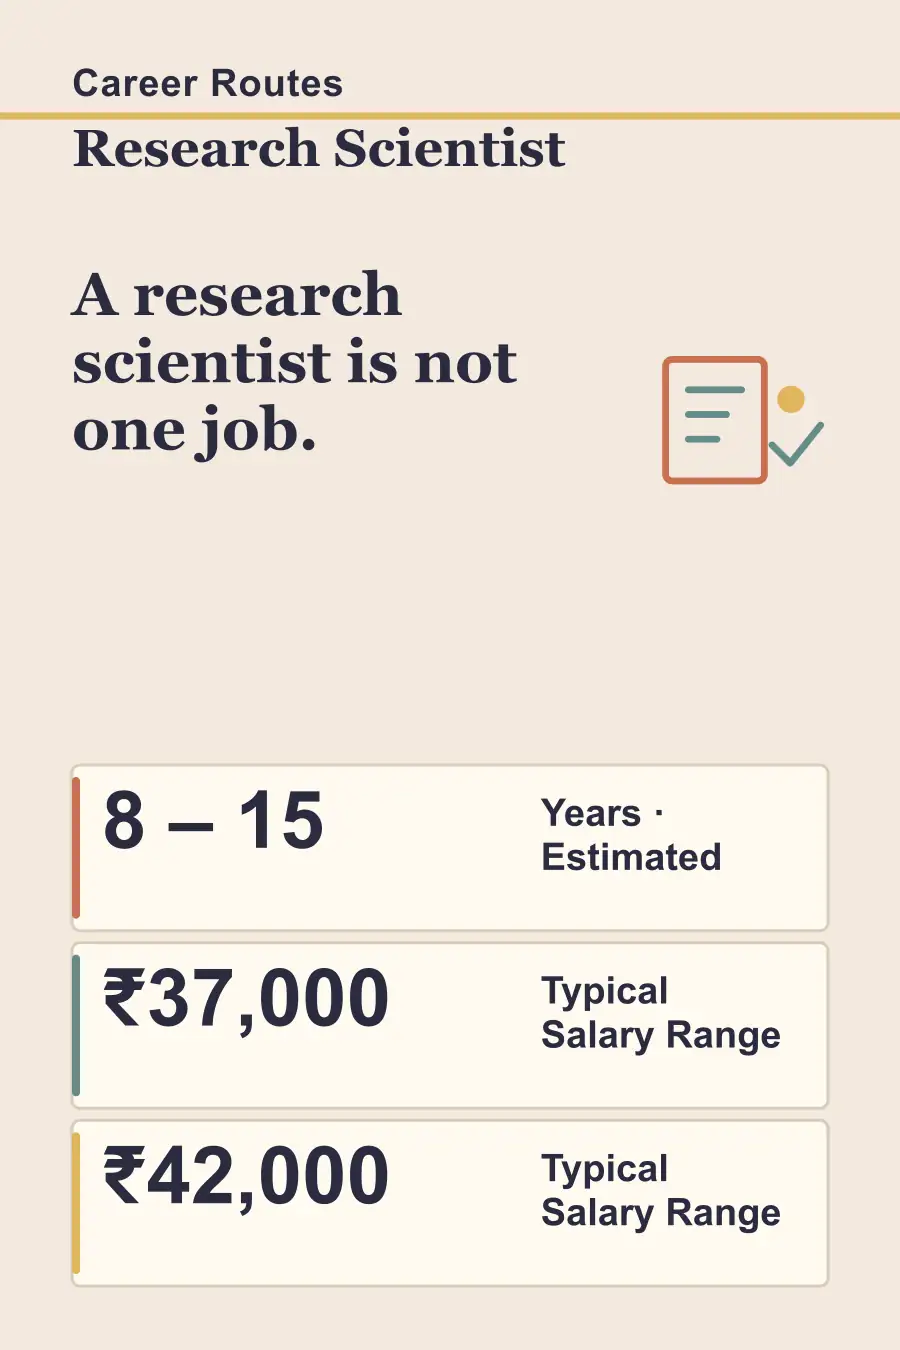 Career Routes
Research Scientist
A research
scientist is not
one job.
8 – 15
Years ·
Estimated
₹37,000
Typical
Salary Range
₹42,000
Typical
Salary Range